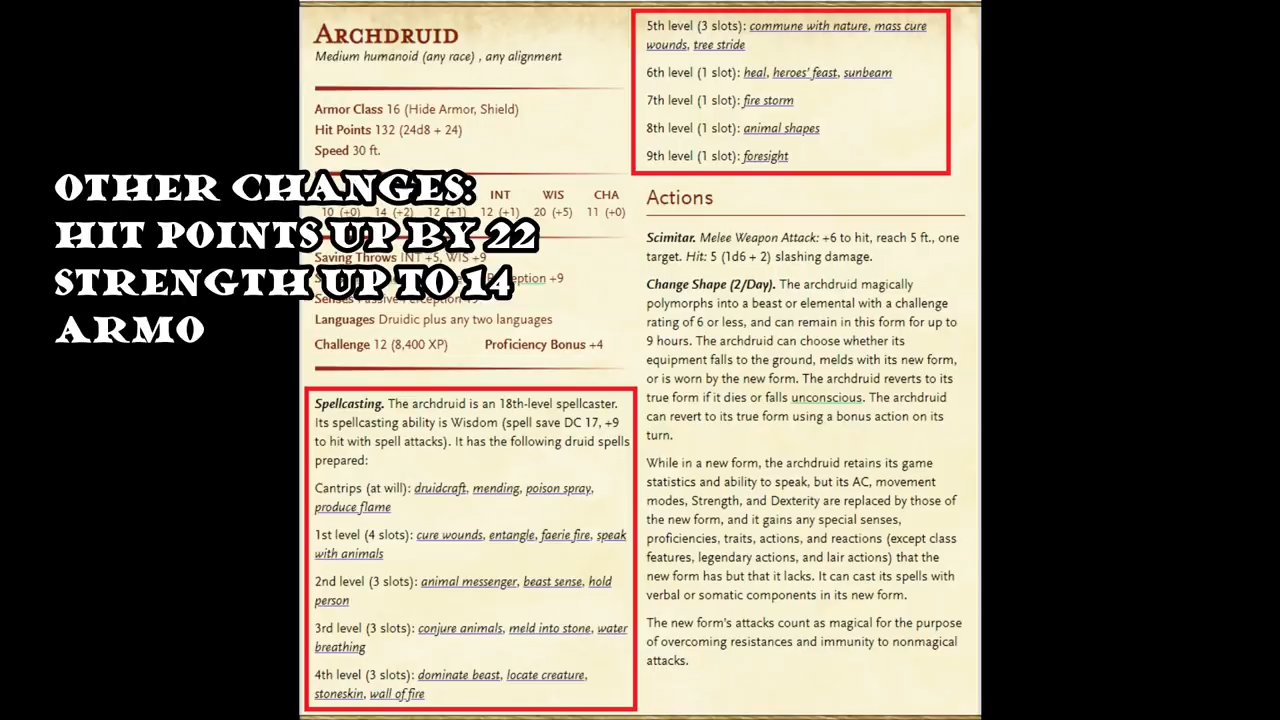 ARCHDRUID
Medium humanoid (any race) , any alignment
Armor Class 16 (Hide Armor, Shield)
Hit Points 132 (24d8 + 24)
Speed 30 ft.
OTHER CHANGES:
HIT POINTS UP BY 22
STRENGTH UP TO 14
ARMO
INT WIS CHA
10 (+0) 14 (+2) 12 (+1) 12 (+1) 20 (+5) 11 (+0)
Saving Throws INT +5, WIS +9
Perception +9
Senses Passive Perception
Languages Druidic plus any two languages
Challenge 12 (8,400 XP) Proficiency Bonus +4
Spellcasting. The archdruid is an 18th-level spellcaster.
Its spellcasting ability is Wisdom (spell save DC 17, +9
to hit with spell attacks). It has the following druid spells
prepared:
Cantrips (at will): druidcraft, mending, poison spray,
produce flame
1st level (4 slots): cure wounds, entangle, faerie fire, speak
with animals
2nd level (3 slots): animal messenger, beast sense, hold
person
3rd level (3 slots): conjure animals, meld into stone, water
breathing
4th level (3 slots): dominate beast, locate creature,
stoneskin, wall of fire
5th level (3 slots): commune with nature, mass cure
wounds, tree stride
6th level (1 slot): heal, heroes' feast, sunbeam
7th level (1 slot): fire storm
8th level (1 slot): animal shapes
9th level (1 slot): foresight
Actions
Scimitar. Melee Weapon Attack: +6 to hit, reach 5 ft., one
target. Hit: 5 (1d6 + 2) slashing damage.
Change Shape (2/Day). The archdruid magically
polymorphs into a beast or elemental with a challenge
rating of 6 or less, and can remain in this form for up to
9 hours. The archdruid can choose whether its
equipment falls to the ground, melds with its new form,
or is worn by the new form. The archdruid reverts to its
true form if it dies or falls unconscious. The archdruid
can revert to its true form using a bonus action on its
turn.
While in a new form, the archdruid retains its game
statistics and ability to speak, but its AC, movement
modes, Strength, and Dexterity are replaced by those of
the new form, and it gains any special senses,
proficiencies, traits, actions, and reactions (except class
features, legendary actions, and lair actions) that the
new form has but that it lacks. It can cast its spells with
verbal or somatic components in its new form.
The new form's attacks count as magical for the purpose
of overcoming resistances and immunity to nonmagical
attacks.